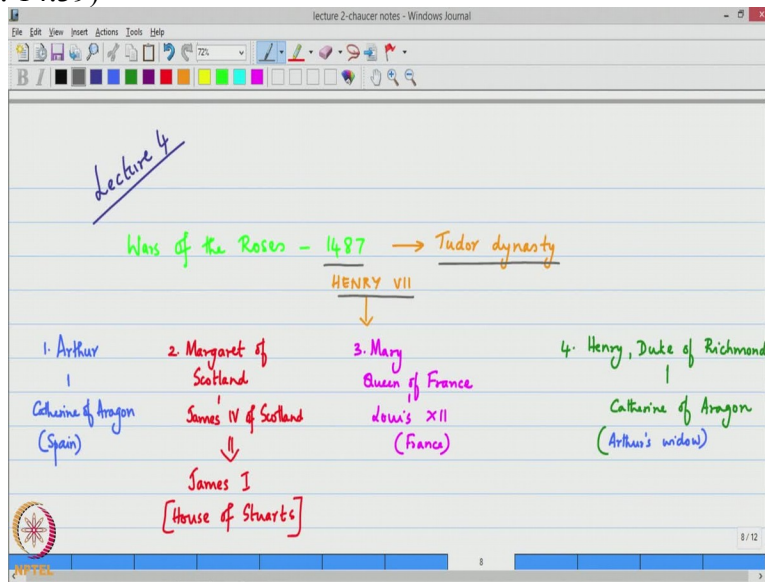 : 14:59)
lecture 2-chaucer notes - Windows Journal
File Edit View Insert Actions Tools Help
72%
B I
Lecture 4
Wars of the Roses - 1487 → Tudor dynasty
HENRY VII
1. Arthur
Catherine of Aragon
(Spain)
2. Margaret of
Scotland
James IV of Scotland
James I
[House of Stuarts]
3. Mary
Queen of France
Louis XII
(France)
4. Henry, Duke of Richmond
Catherine of Aragon
(Arthur's widow)
8/12
8
NPTEL